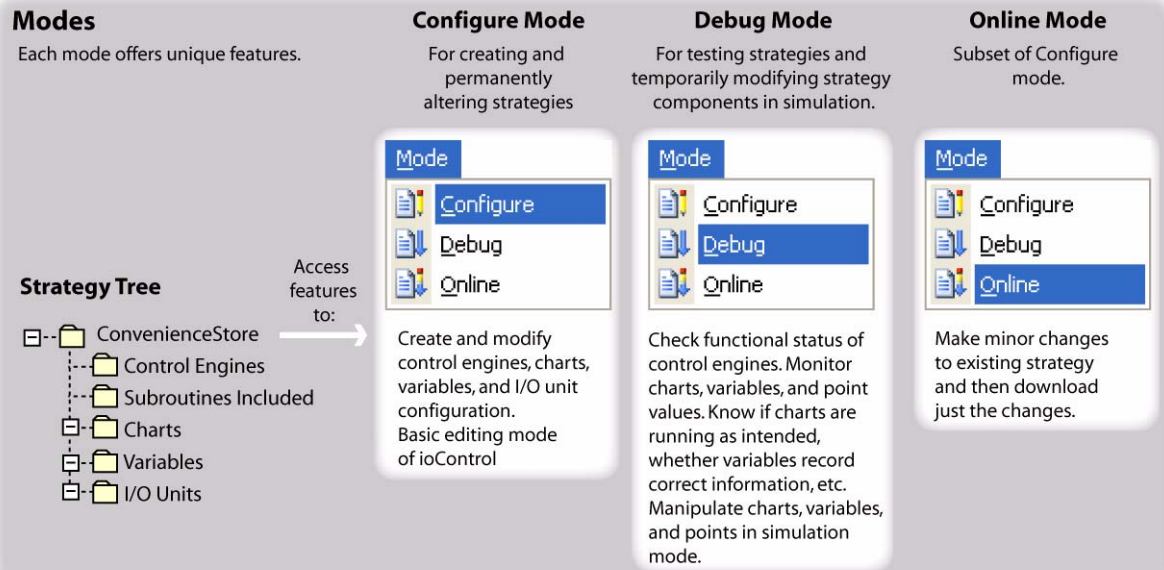 Modes
Each mode offers unique features.
Configure Mode
For creating and
permanently
altering strategies
Debug Mode
For testing strategies and
temporarily modifying strategy
components in simulation.
Online Mode
Subset of Configure
mode.
Strategy Tree
ConvenienceStore
Control Engines
Subroutines Included
Charts
Variables
I/O Units
Access
features
to:
Mode
Configure
Debug
Online
Create and modify
control engines, charts,
variables, and I/O unit
configuration.
Basic editing mode
of ioControl
Mode
Configure
Debug
Online
Check functional status of
control engines. Monitor
charts, variables, and point
values. Know if charts are
running as intended,
whether variables record
correct information, etc.
Manipulate charts, variables,
and points in simulation
mode.
Mode
Configure
Debug
Online
Make minor changes
to existing strategy
and then download
just the changes.